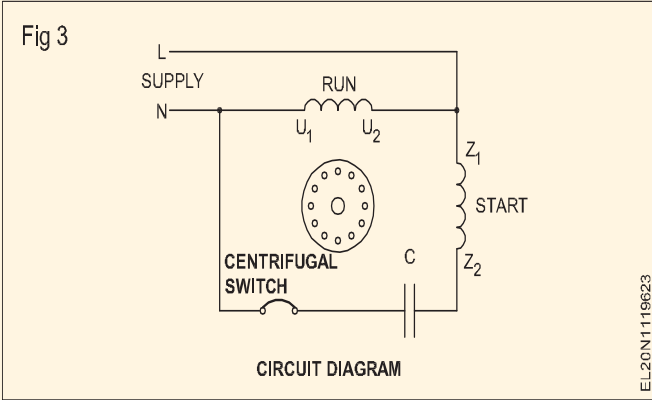 Fig 3
L
SUPPLY
RUN
N
U1
U2
Z1
START
C
Z2
CENTRIFUGAL
SWITCH
CIRCUIT DIAGRAM
EL20N1119623